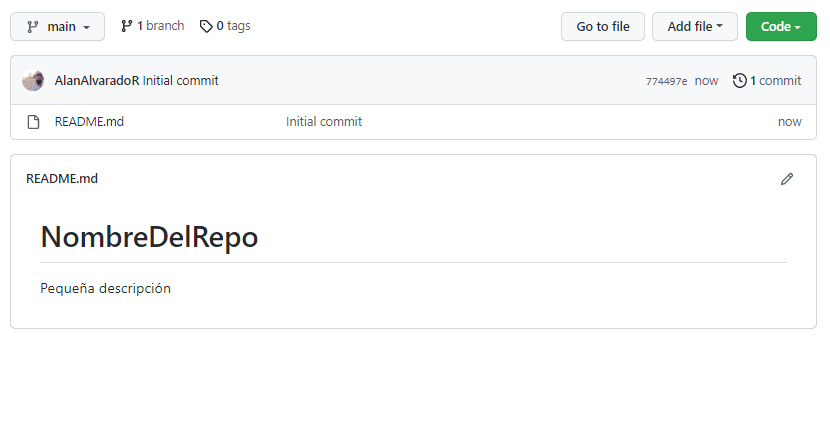 main 1 branch 0 tags Go to file Add file Code
AlanAlvaradoR Initial commit 774497e now 1 commit
README.md Initial commit now
README.md
NombreDelRepo
Pequeña descripción